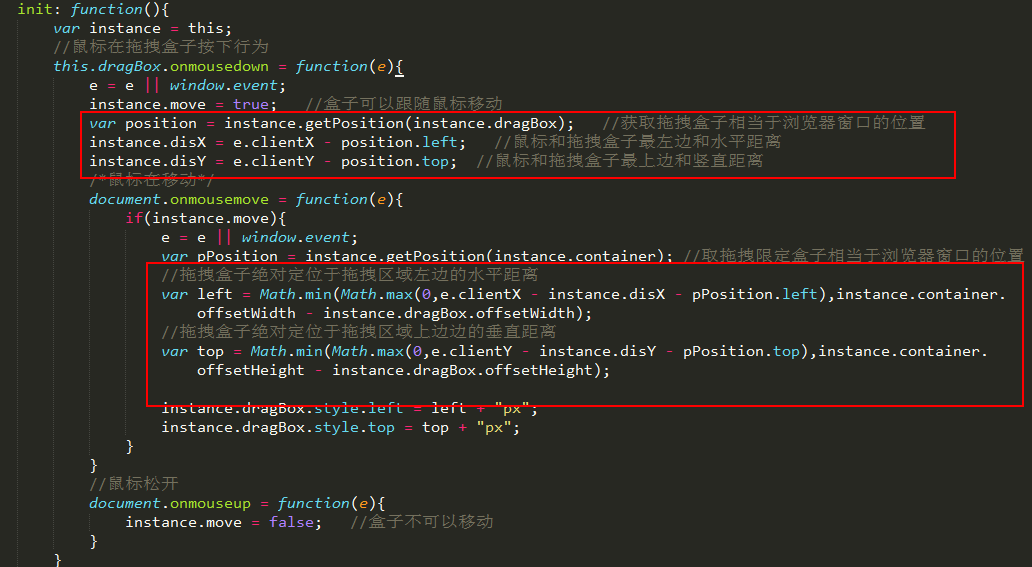 init: function(){
var instance = this;
//鼠标在拖拽盒子按下行为
this.dragBox.onmousedown = function(e){
e = e || window.event;
instance.move = true;   //盒子可以跟随鼠标移动
var position = instance.getPosition(instance.dragBox);   //获取拖拽盒子相当于浏览器窗口的位置
instance.disX = e.clientX - position.left;   //鼠标和拖拽盒子最左边和水平距离
instance.disY = e.clientY - position.top;  //鼠标和拖拽盒子最上边和竖直距离
/*鼠标在移动*/
document.onmousemove = function(e){
if(instance.move){
e = e || window.event;
var pPosition = instance.getPosition(instance.container); //取拖拽限定盒子相当于浏览器窗口的位置
//拖拽盒子绝对定位于拖拽区域左边的水平距离
var left = Math.min(Math.max(0,e.clientX - instance.disX - pPosition.left),instance.container.
offsetWidth - instance.dragBox.offsetWidth);
//拖拽盒子绝对定位于拖拽区域上边边的垂直距离
var top = Math.min(Math.max(0,e.clientY - instance.disY - pPosition.top),instance.container.
offsetHeight - instance.dragBox.offsetHeight);
instance.dragBox.style.left = left + "px";
instance.dragBox.style.top = top + "px";
}
}
//鼠标松开
document.onmouseup = function(e){
instance.move = false;   //盒子不可以移动
}
}